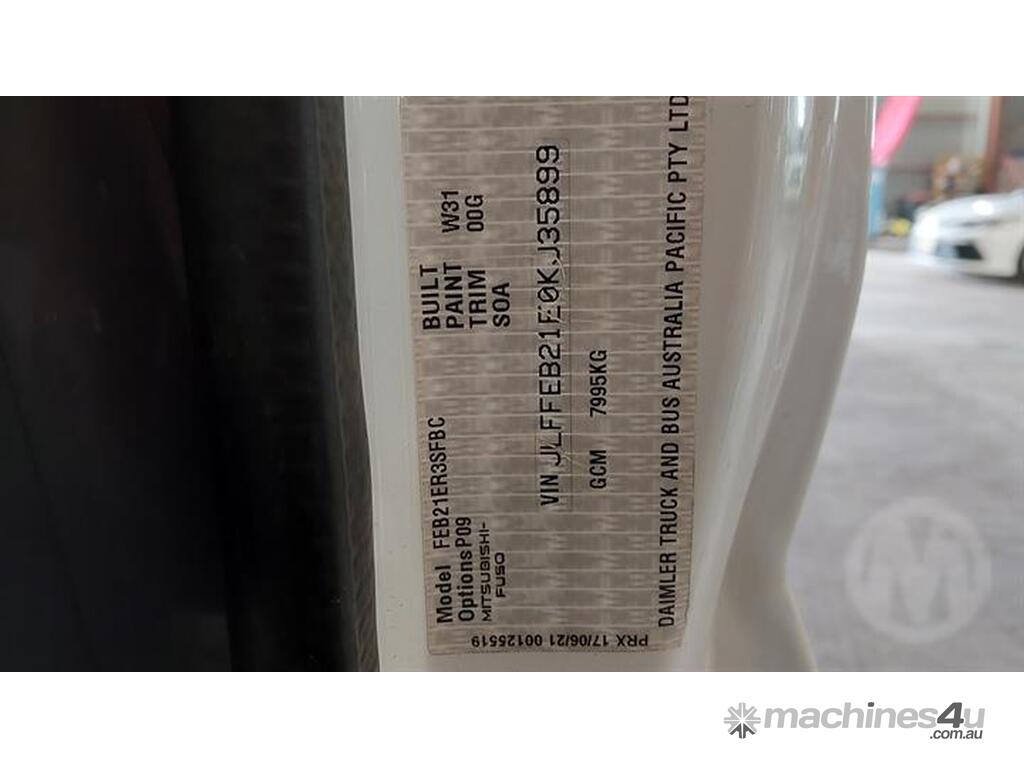 Model FEB21ER3SFBC
Options P09
MITSUBISHI-
FUSO
BUILT
PAINT W31
TRIM 00G
SOA
VIN JLFFEB21E0KJ35899
GCM 7995KG
DAIMLER TRUCK AND BUS AUSTRALIA PACIFIC PTY LTD
PRX 17/06/21 00125519
M
machines4u
.com.au